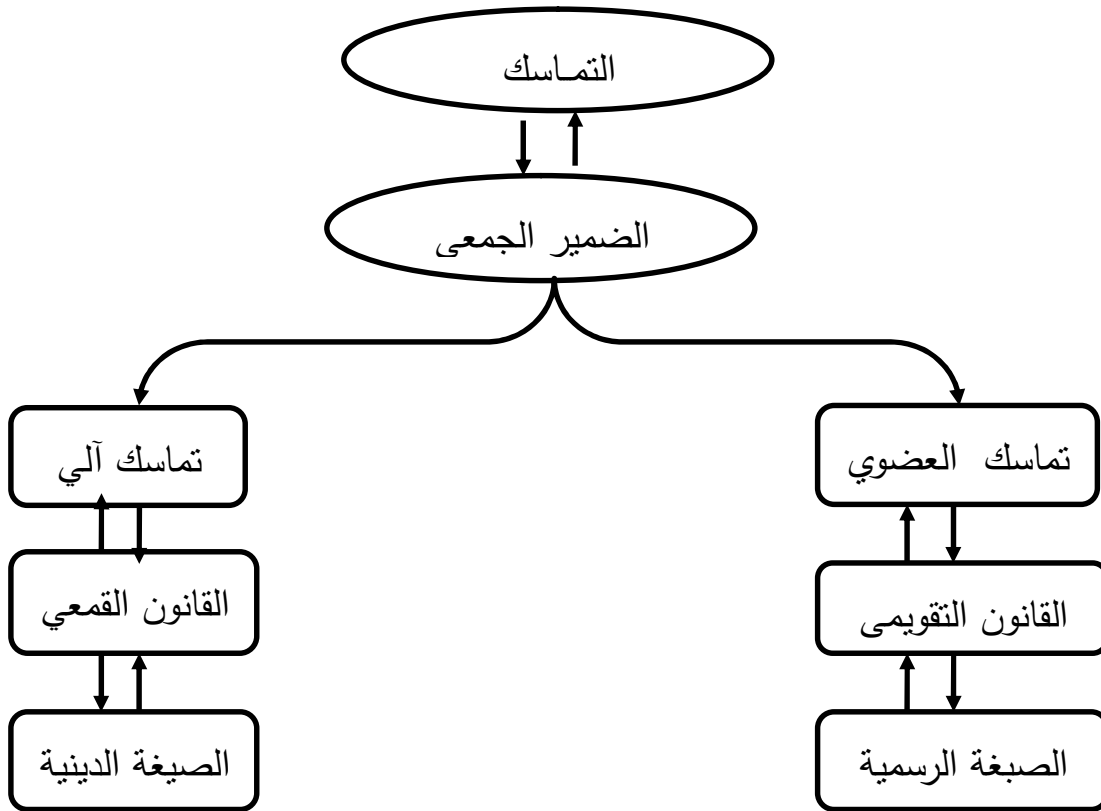 التمـاسك
الضمير الجمعى
تماسك العضوي
تماسك آلي
القانون التقويمى
القانون القمعي
الصبغة الرسمية
الصيغة الدينية